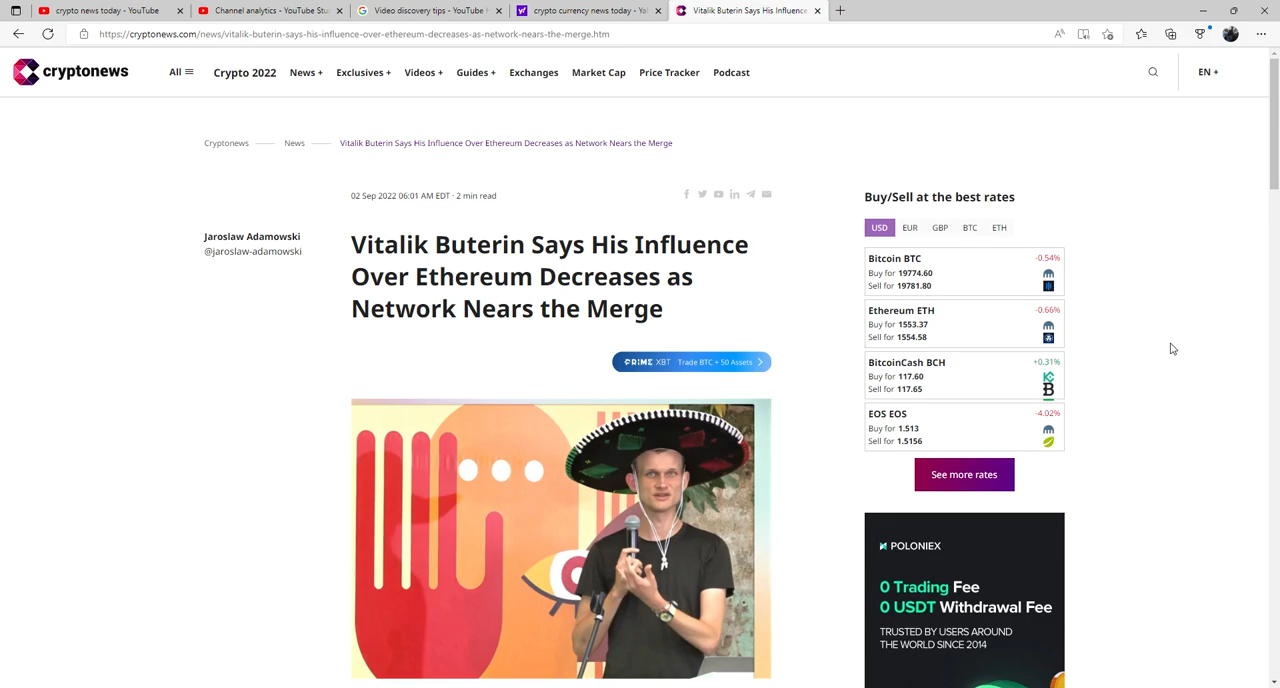 crypto news today - YouTube
Channel analytics - YouTube Stu
Video discovery tips - YouTube H
crypto currency news today - Ya
Vitalik Buterin Says His Influence
https://cryptonews.com/news/vitalik-buterin-says-his-influence-over-ethereum-decreases-as-network-nears-the-merge.htm
cryptonews
All
Crypto 2022
News +
Exclusives +
Videos +
Guides +
Exchanges
Market Cap
Price Tracker
Podcast
EN +
Cryptonews
News
Vitalik Buterin Says His Influence Over Ethereum Decreases as Network Nears the Merge
02 Sep 2022 06:01 AM EDT · 2 min read
Jaroslaw Adamowski
@jaroslaw-adamowski
Vitalik Buterin Says His Influence
Over Ethereum Decreases as
Network Nears the Merge
PRIME XBT Trade BTC + 50 Assets
Buy/Sell at the best rates
USD EUR GBP BTC ETH
Bitcoin BTC -0.54%
Buy for 19774.60
Sell for 19781.80
Ethereum ETH -0.66%
Buy for 1553.37
Sell for 1554.58
BitcoinCash BCH +0.31%
Buy for 117.60
Sell for 117.65
EOS EOS -4.02%
Buy for 1.513
Sell for 1.5156
See more rates
POLONIEX
0 Trading Fee
0 USDT Withdrawal Fee
TRUSTED BY USERS AROUND
THE WORLD SINCE 2014